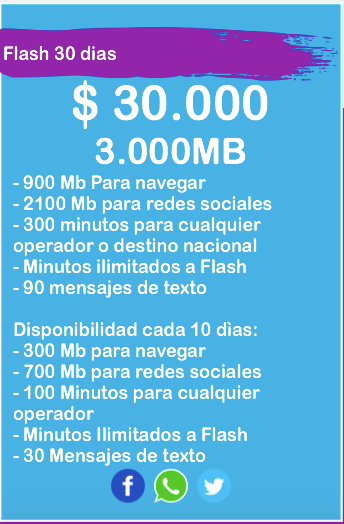 Flash 30 dias
$ 30.000
3.000MB
- 900 Mb Para navegar
- 2100 Mb para redes sociales
- 300 minutos para cualquier
operador o destino nacional
- Minutos ilimitados a Flash
- 90 mensajes de texto
Disponibilidad cada 10 dìas:
- 300 Mb para navegar
- 700 Mb para redes sociales
- 100 Minutos para cualquier
operador
- Minutos Ilimitados a Flash
- 30 Mensajes de texto